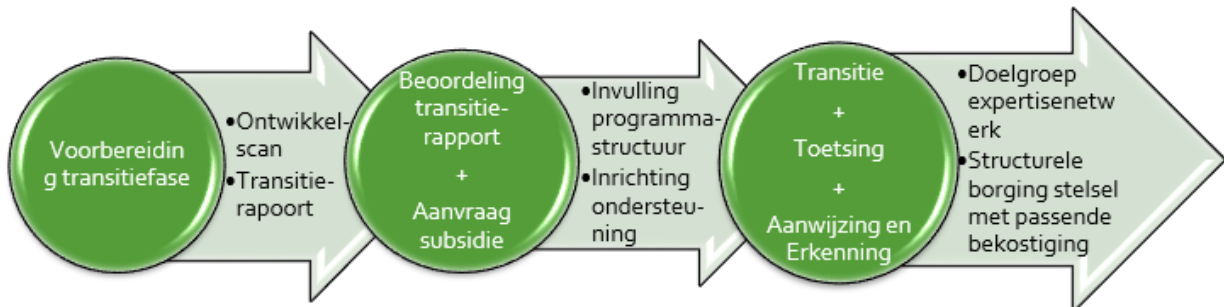 Voorbereidin
g transitiefase
•Ontwikkel-
scan
•Transitie-
rapoort
Beoordeling
transitie-
rapport
+
Aanvraag
subsidie
•Invulling
programma-
structuur
•Inrichting
ondersteu-
ning
Transitie
+
Toetsing
+
Aanwijzing en
Erkenning
•Doelgroep
expertisenetw
erk
•Structurele
borging stelsel
met passende
bekostiging